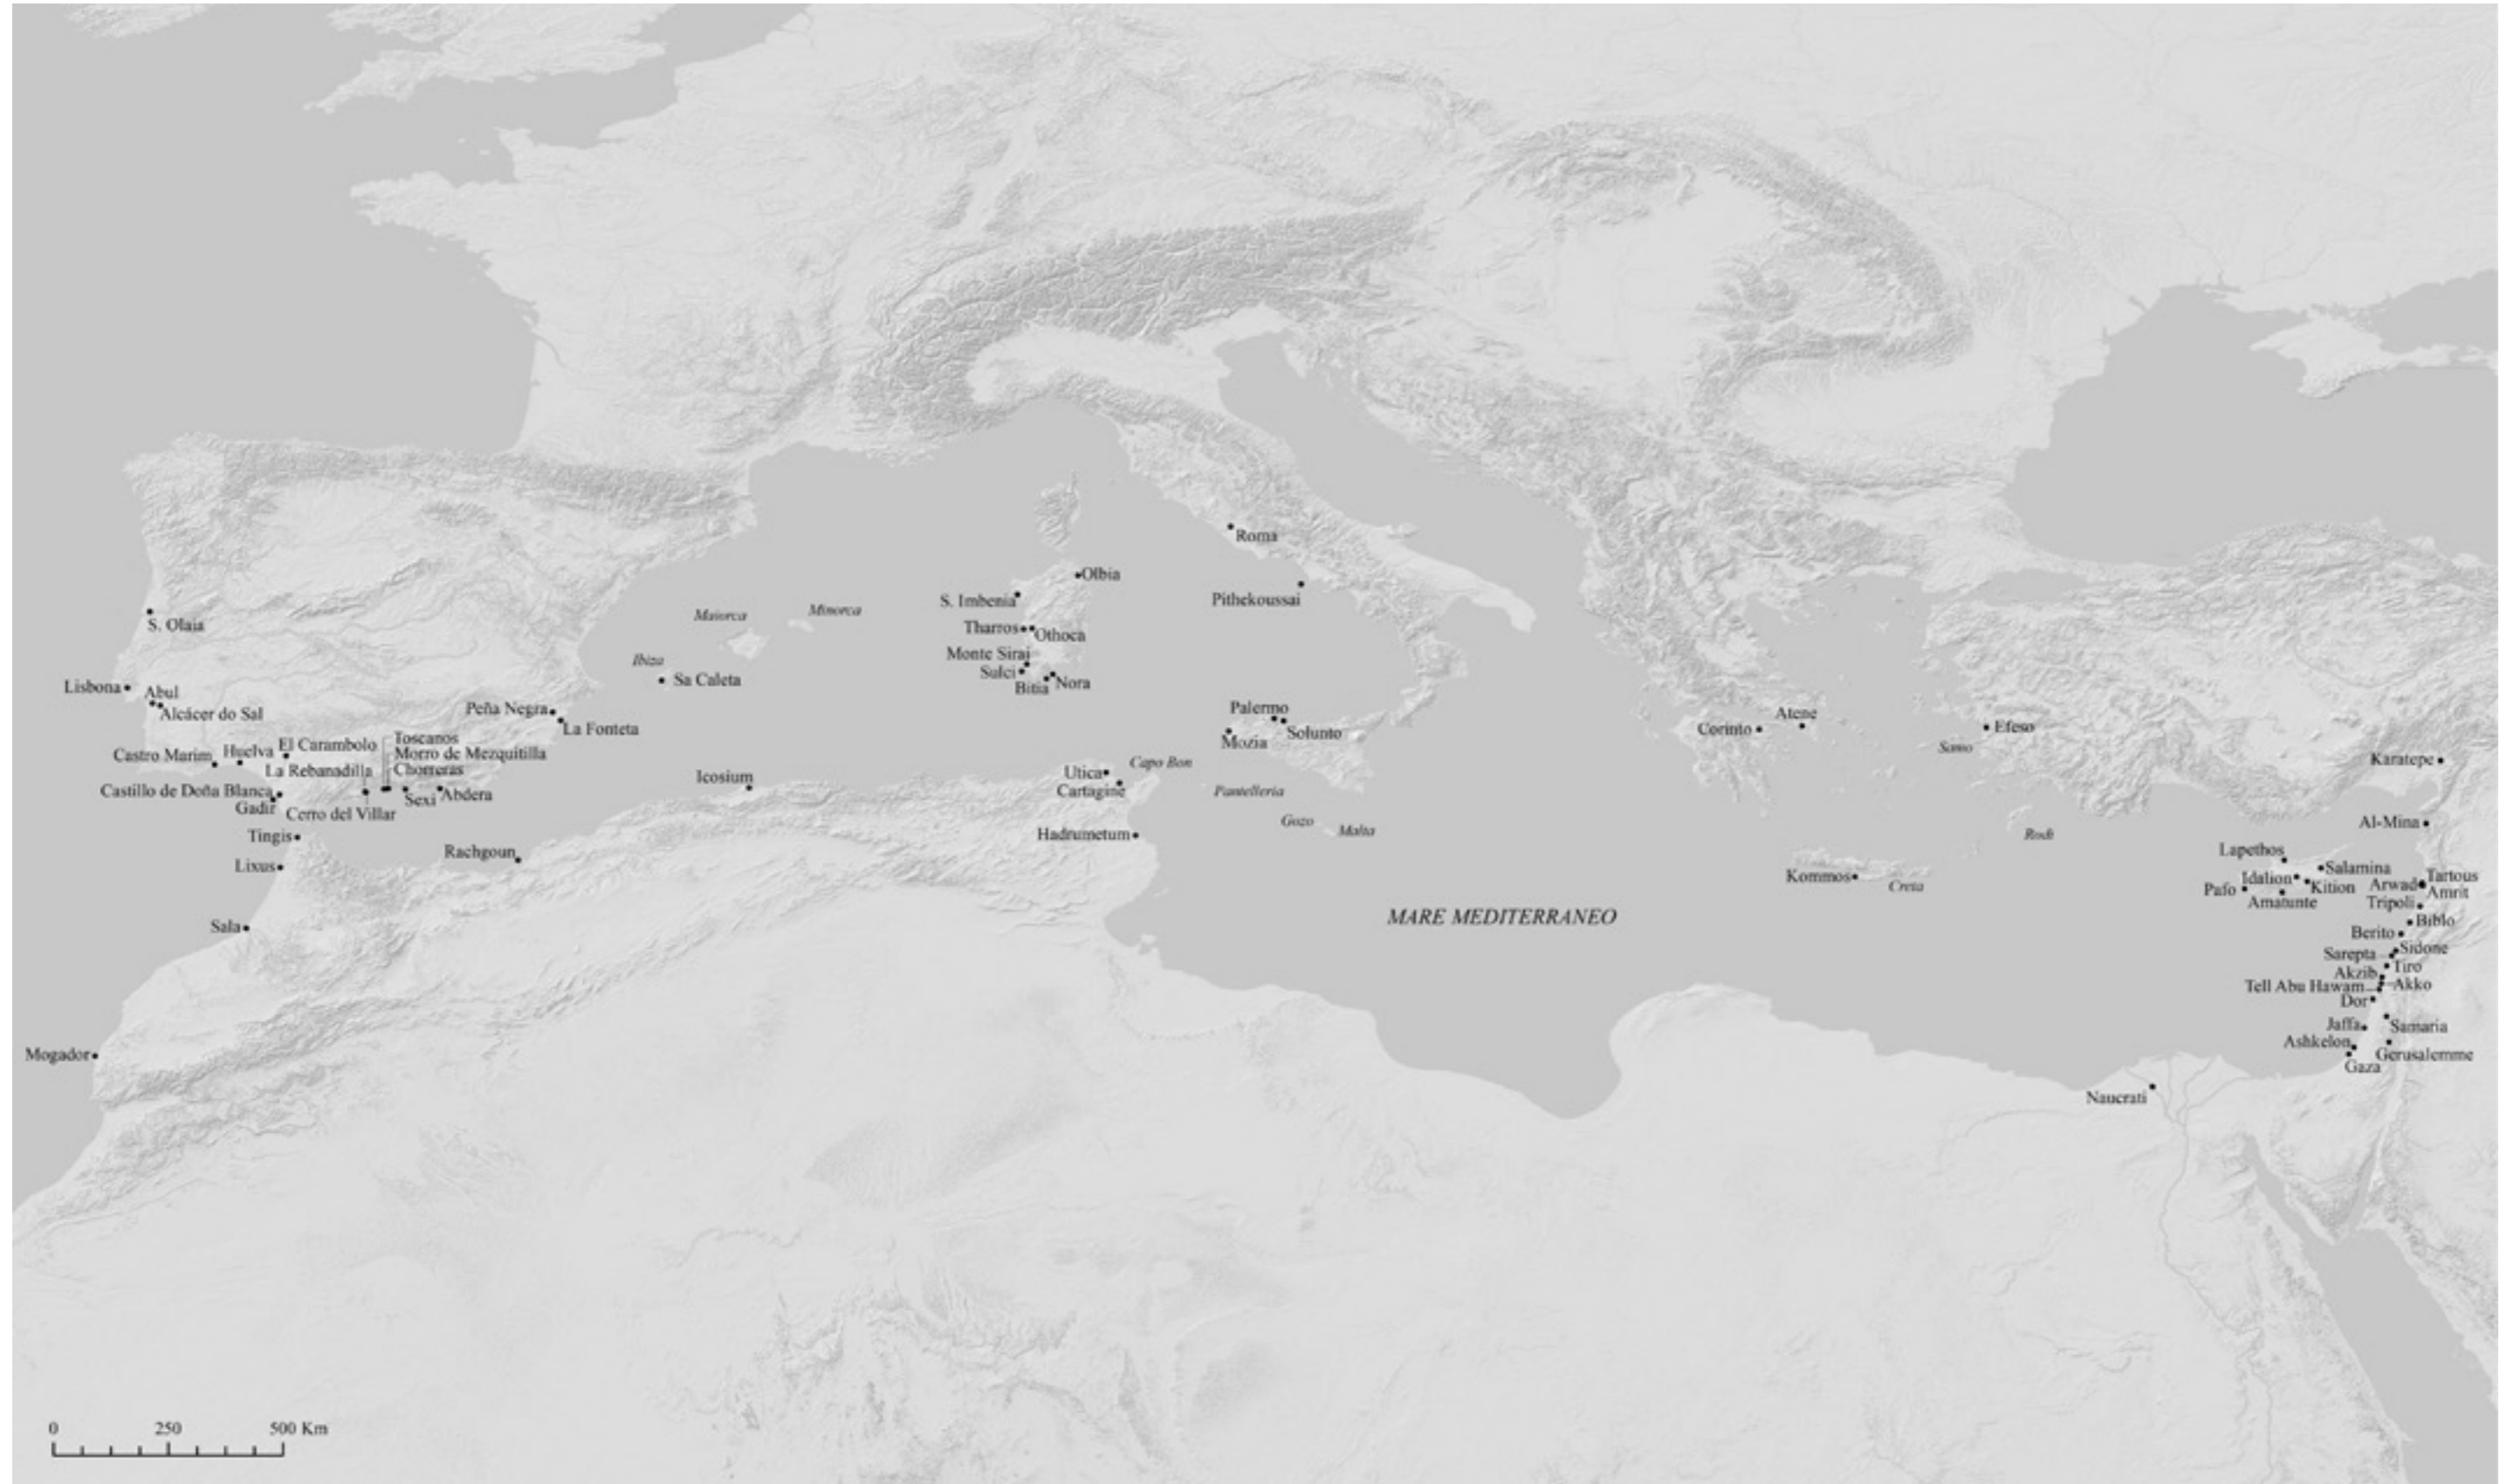 Roma
Olbia
S. Imbenia
Pithekoussai
Maiorca
Minorca
S. Olaia
Tharros
Othoca
Monte Sirai
Ibiza
Sa Caleta
Sulci
Bitia
Nora
Lisbona
Abul
Alcácer do Sal
Peña Negra
La Fonteta
Palermo
Solunto
Mozia
Corinto
Atene
Efeso
Samo
Castro Marim
Huelva
El Carambolo
Toscanos
Morro de Mezquitilla
Chorreras
La Rebanadilla
Castillo de Doña Blanca
Gadir
Cerro del Villar
Sexi
Abdera
Icosium
Utica
Capo Bon
Cartagine
Pantelleria
Karatepe
Tingis
Hadrumetum
Gozo
Malta
Rodi
Al-Mina
Lixus
Rachgoun
Lapethos
Salamina
Kommos
Creta
Idalion
Kition
Pafo
Amatunte
Arwad
Tartous
Amrit
Tripoli
Sala
MARE MEDITERRANEO
Biblo
Berito
Sidone
Sarepta
Tiro
Akzib
Tell Abu Hawam
Akko
Dor
Jaffa
Samaria
Ashkelon
Gerusalemme
Gaza
Mogador
Naucrati
0 250 500 Km